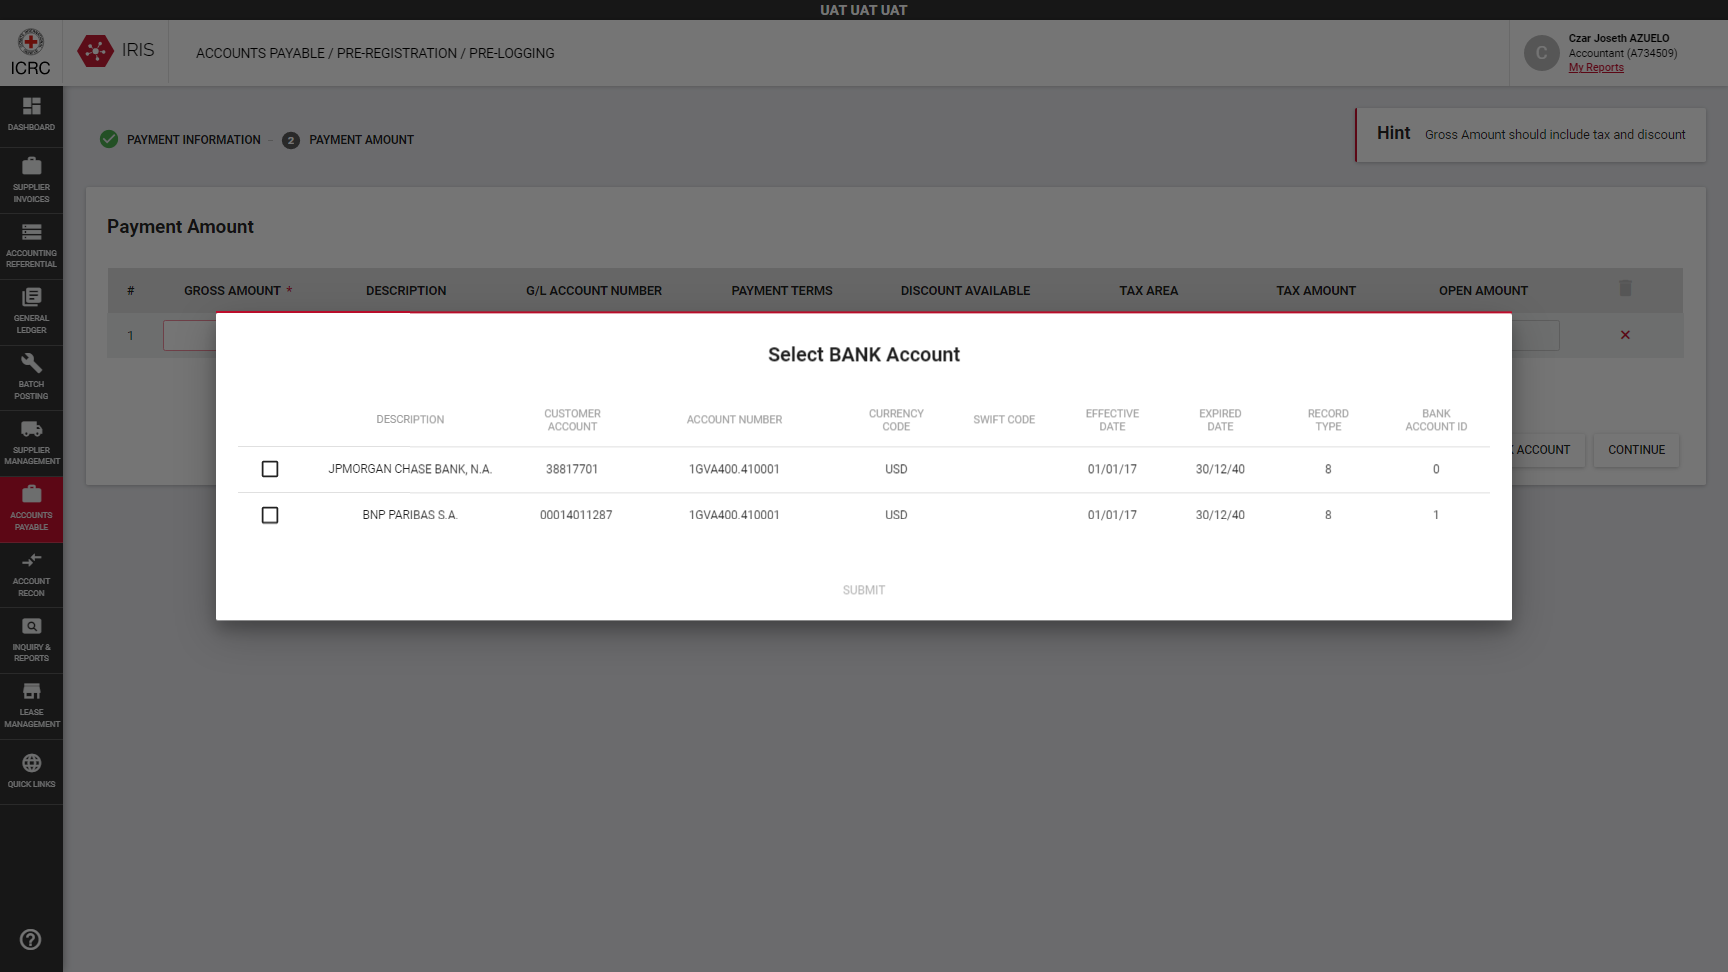 UAT UAT UAT
ICRC
IRIS
ACCOUNTS PAYABLE / PRE-REGISTRATION / PRE-LOGGING
C
Czar Joseth AZUELO
Accountant (A734509)
My Reports
DASHBOARD
SUPPLIER
INVOICES
ACCOUNTING
REFERENTIAL
GENERAL
LEDGER
BATCH
POSTING
SUPPLIER
MANAGEMENT
ACCOUNTS
PAYABLE
ACCOUNT
RECON
INQUIRY &
REPORTS
LEASE
MANAGEMENT
QUICK LINKS
PAYMENT INFORMATION - 2 PAYMENT AMOUNT
Hint Gross Amount should include tax and discount
Payment Amount
# GROSS AMOUNT * DESCRIPTION G/L ACCOUNT NUMBER PAYMENT TERMS DISCOUNT AVAILABLE TAX AREA TAX AMOUNT OPEN AMOUNT
1
Select BANK Account
DESCRIPTION CUSTOMER ACCOUNT ACCOUNT NUMBER CURRENCY CODE SWIFT CODE EFFECTIVE DATE EXPIRED DATE RECORD TYPE BANK ACCOUNT ID
JPMORGAN CHASE BANK, N.A. 38817701 1GVA400.410001 USD 01/01/17 30/12/40 8 0
BNP PARIBAS S.A. 00014011287 1GVA400.410001 USD 01/01/17 30/12/40 8 1
SUBMIT
ACCOUNT
CONTINUE